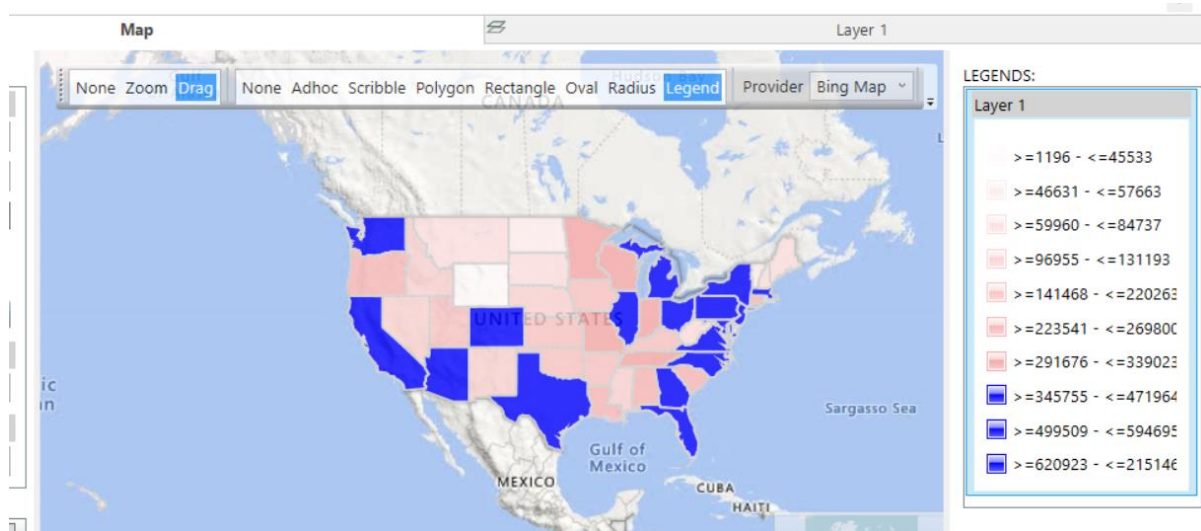 Map
Layer 1
None Zoom Drag None Adhoc Scribble Polygon Rectangle Oval Radius Legend Provider Bing Map
Hudson Bay
CANADA
UNITED STATES
Sargasso Sea
Gulf of
Mexico
MEXICO
CUBA
HAITI
LEGENDS:
Layer 1
>=1196 - <=45533
>=46631 - <=57663
>=59960 - <=84737
>=96955 - <=131193
>=141468 - <=220263
>=223541 - <=269800
>=291676 - <=339023
>=345755 - <=471964
>=499509 - <=594695
>=620923 - <=215146